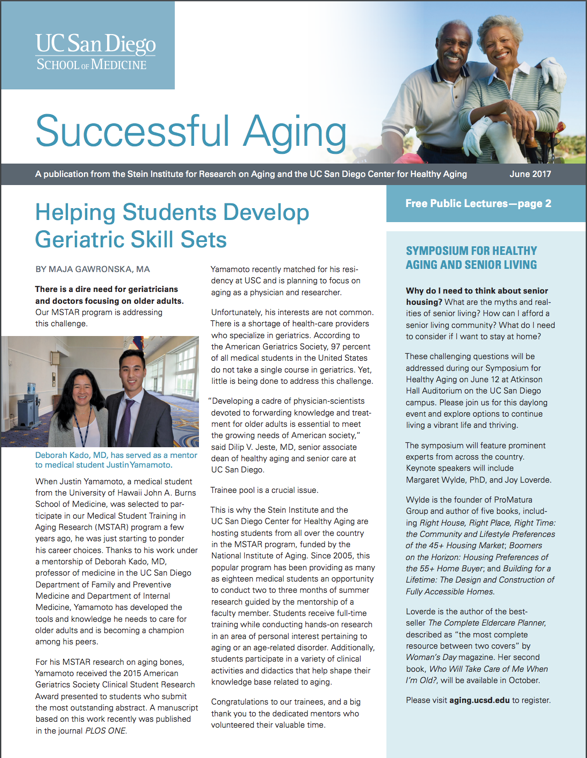 UC San Diego
SCHOOL OF MEDICINE
Successful Aging
A publication from the Stein Institute for Research on Aging and the UC San Diego Center for Healthy Aging
June 2017
Helping Students Develop
Geriatric Skill Sets
BY MAJA GAWRONSKA, MA
There is a dire need for geriatricians
and doctors focusing on older adults.
Our MSTAR program is addressing
this challenge.
Deborah Kado, MD, has served as a mentor
to medical student Justin Yamamoto.
When Justin Yamamoto, a medical student
from the University of Hawaii John A. Burns
School of Medicine, was selected to par-
ticipate in our Medical Student Training in
Aging Research (MSTAR) program a few
years ago, he was just starting to ponder
his career choices. Thanks to his work under
a mentorship of Deborah Kado, MD,
professor of medicine in the UC San Diego
Department of Family and Preventive
Medicine and Department of Internal
Medicine, Yamamoto has developed the
tools and knowledge he needs to care for
older adults and is becoming a champion
among his peers.
For his MSTAR research on aging bones,
Yamamoto received the 2015 American
Geriatrics Society Clinical Student Research
Award presented to students who submit
the most outstanding abstract. A manuscript
based on this work recently was published
in the journal PLOS ONE.
Yamamoto recently matched for his resi-
dency at USC and is planning to focus on
aging as a physician and researcher.
Unfortunately, his interests are not common.
There is a shortage of health-care providers
who specialize in geriatrics. According to
the American Geriatrics Society, 97 percent
of all medical students in the United States
do not take a single course in geriatrics. Yet,
little is being done to address this challenge.
"Developing a cadre of physician-scientists
devoted to forwarding knowledge and treat-
ment for older adults is essential to meet
the growing needs of American society,"
said Dilip V. Jeste, MD, senior associate
dean of healthy aging and senior care at
UC San Diego.
Trainee pool is a crucial issue.
This is why the Stein Institute and the
UC San Diego Center for Healthy Aging are
hosting students from all over the country
in the MSTAR program, funded by the
National Institute of Aging. Since 2005, this
popular program has been providing as many
as eighteen medical students an opportunity
to conduct two to three months of summer
research guided by the mentorship of a
faculty member. Students receive full-time
training while conducting hands-on research
in an area of personal interest pertaining to
aging or an age-related disorder. Additionally,
students participate in a variety of clinical
activities and didactics that help shape their
knowledge base related to aging.
Congratulations to our trainees, and a big
thank you to the dedicated mentors who
volunteered their valuable time.
Free Public Lectures—page 2
SYMPOSIUM FOR HEALTHY
AGING AND SENIOR LIVING
Why do I need to think about senior
housing? What are the myths and real-
ities of senior living? How can I afford a
senior living community? What do I need
to consider if I want to stay at home?
These challenging questions will be
addressed during our Symposium for
Healthy Aging on June 12 at Atkinson
Hall Auditorium on the UC San Diego
campus. Please join us for this daylong
event and explore options to continue
living a vibrant life and thriving.
The symposium will feature prominent
experts from across the country.
Keynote speakers will include
Margaret Wylde, PhD, and Joy Loverde.
Wylde is the founder of ProMatura
Group and author of five books, includ-
ing Right House, Right Place, Right Time:
the Community and Lifestyle Preferences
of the 45+ Housing Market; Boomers
on the Horizon: Housing Preferences of
the 55+ Home Buyer; and Building for a
Lifetime: The Design and Construction of
Fully Accessible Homes.
Loverde is the author of the best-
seller The Complete Eldercare Planner,
described as "the most complete
resource between two covers" by
Woman's Day magazine. Her second
book, Who Will Take Care of Me When
I'm Old?, will be available in October.
Please visit aging.ucsd.edu to register.